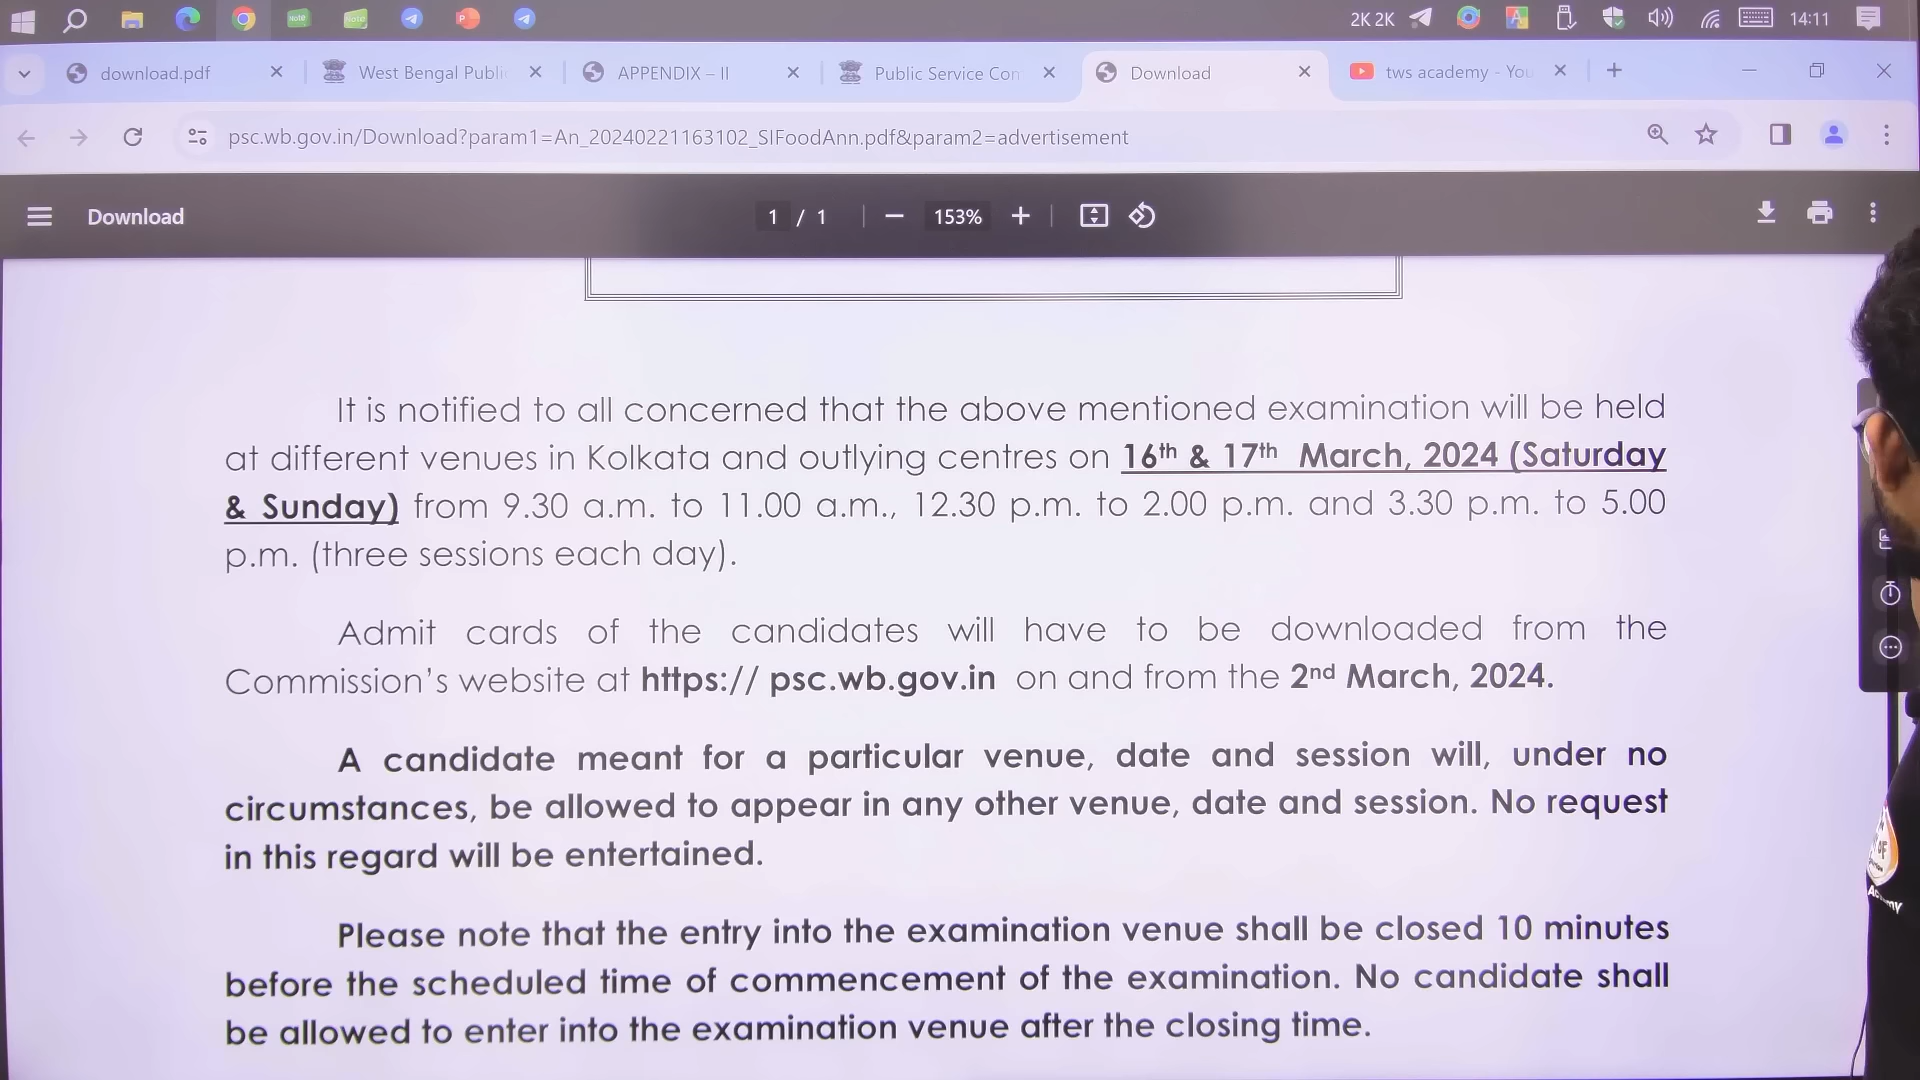 2K 2K
14:11
download.pdf
West Bengal Public
APPENDIX – II
Public Service Con
Download
tws academy - You
psc.wb.gov.in/Download?param1=An_20240221163102_SIFoodAnn.pdf&param2=advertisement
Download
1 / 1
153%
It is notified to all concerned that the above mentioned examination will be held
at different venues in Kolkata and outlying centres on 16th & 17th March, 2024 (Saturday
& Sunday) from 9.30 a.m. to 11.00 a.m., 12.30 p.m. to 2.00 p.m. and 3.30 p.m. to 5.00
p.m. (three sessions each day).
Admit cards of the candidates will have to be downloaded from the
Commission's website at https:// psc.wb.gov.in on and from the 2nd March, 2024.
A candidate meant for a particular venue, date and session will, under no
circumstances, be allowed to appear in any other venue, date and session. No request
in this regard will be entertained.
Please note that the entry into the examination venue shall be closed 10 minutes
before the scheduled time of commencement of the examination. No candidate shall
be allowed to enter into the examination venue after the closing time.